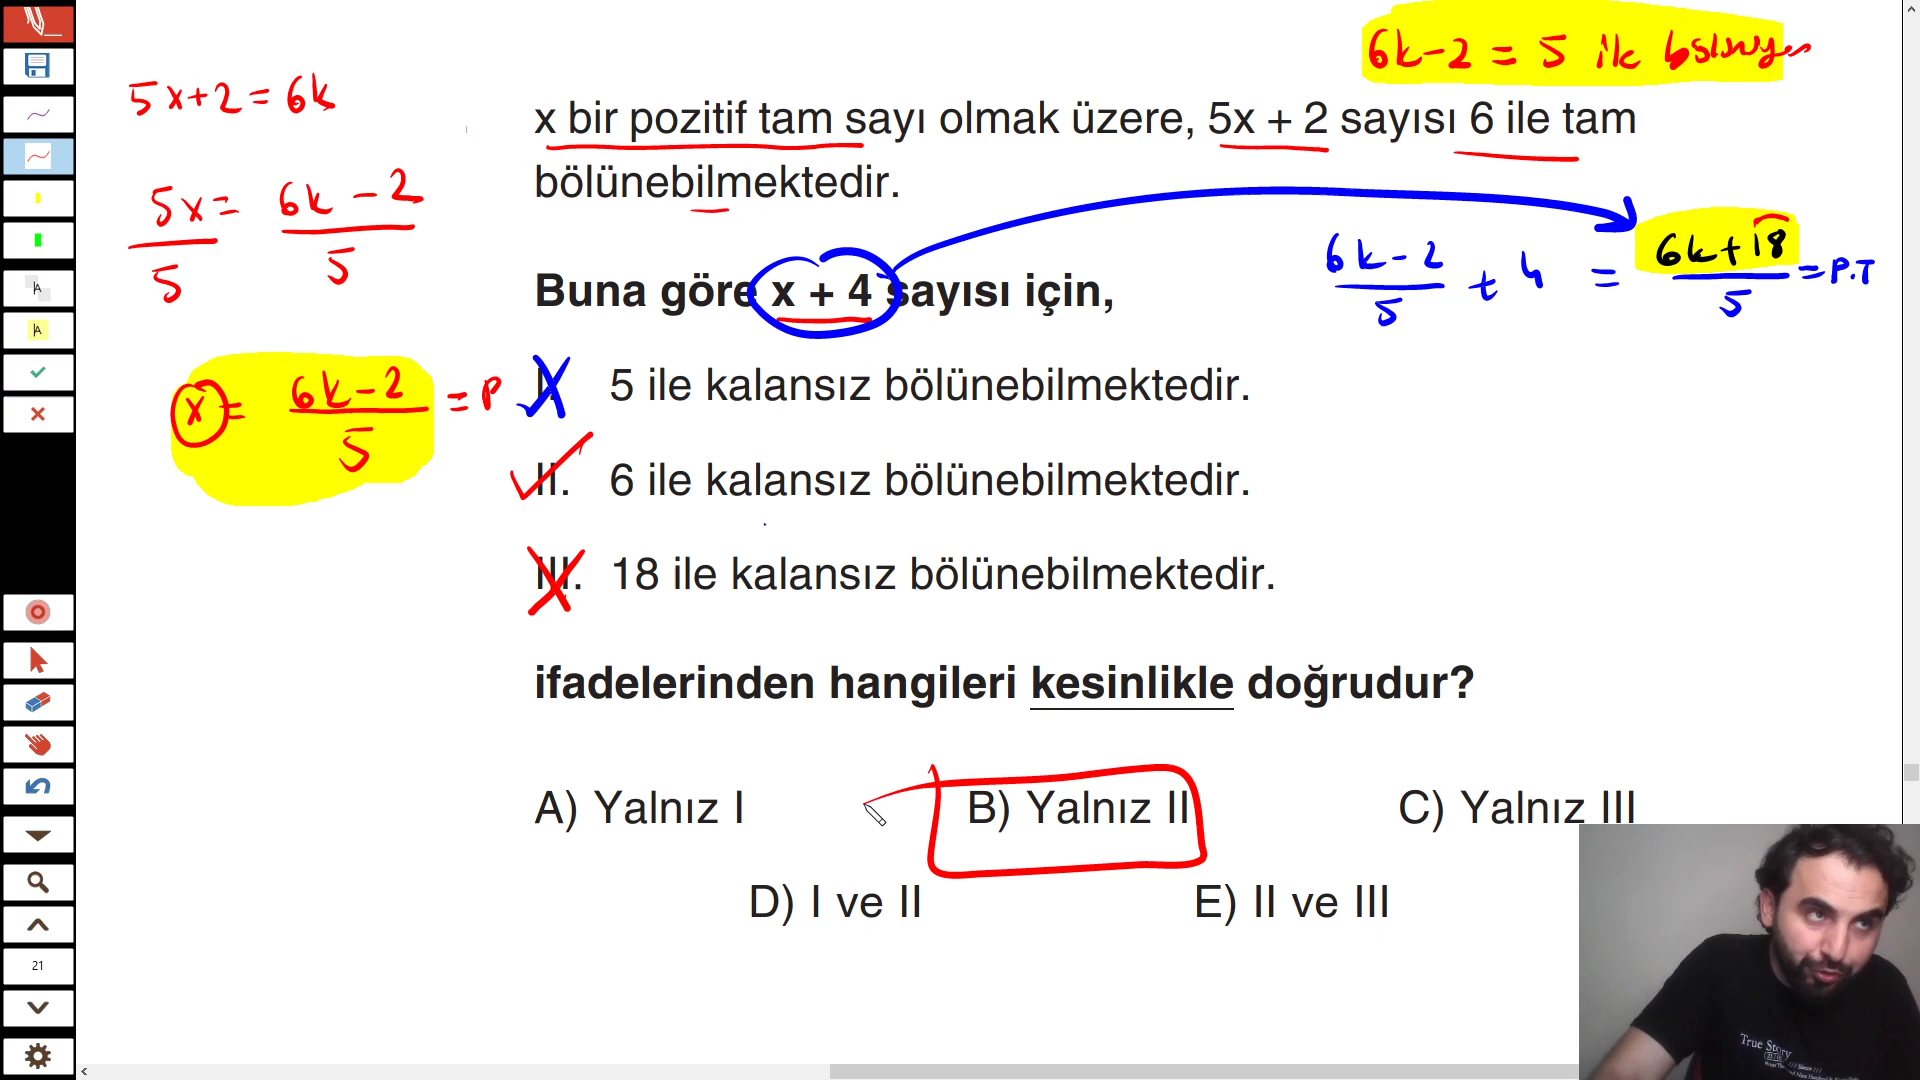 6k-2 = 5 ile bölünüyor
5x+2 = 6k
x bir pozitif tam sayı olmak üzere, 5x + 2 sayısı 6 ile tam
bölünebilmektedir.
5x = 6k - 2
5 5
6k-2 + 4 = 6k+18 = P.T
5 5
Buna göre x + 4 sayısı için,
x = 6k-2 = P
5
I. 5 ile kalansız bölünebilmektedir.
II. 6 ile kalansız bölünebilmektedir.
III. 18 ile kalansız bölünebilmektedir.
ifadelerinden hangileri kesinlikle doğrudur?
A) Yalnız I B) Yalnız II C) Yalnız III
D) I ve II E) II ve III
21
True Story